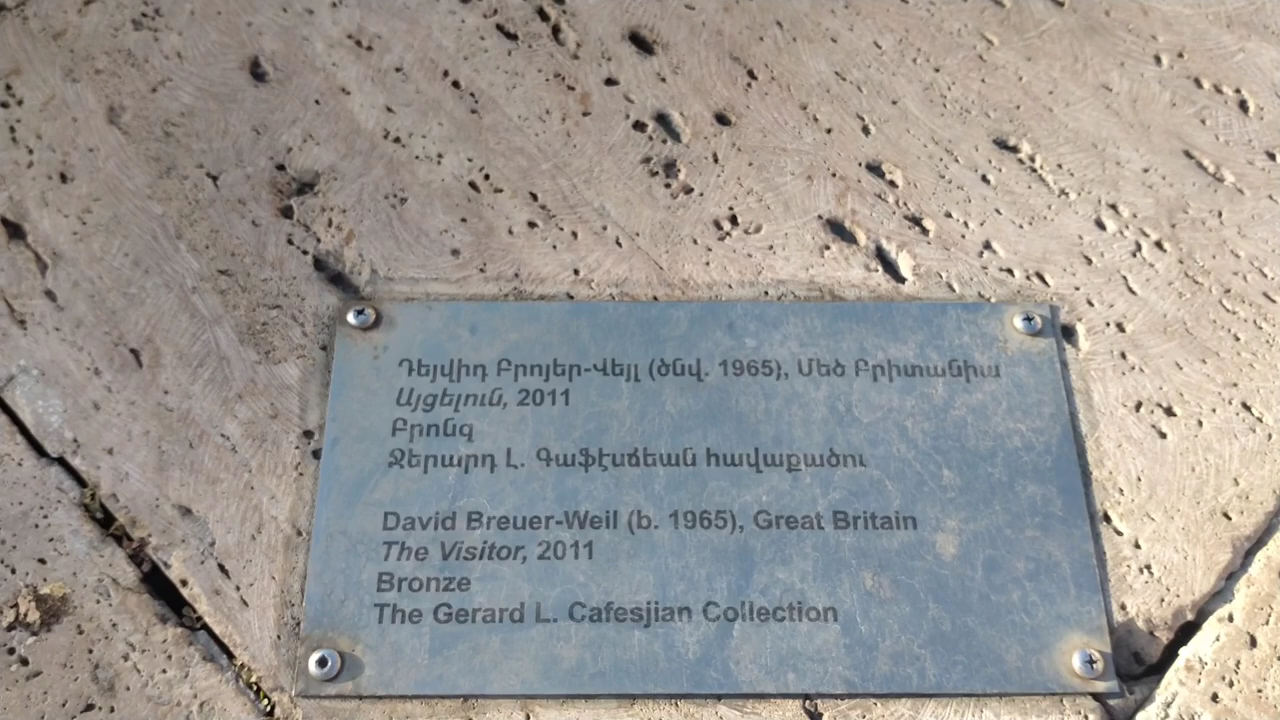 Դեյվիդ Բրոյեր-Վեյլ (ծնվ. 1965), Մեծ Բրիտանիա
Այցելուն, 2011
Բրոնզ
Ջերարդ Լ. Գաֆէսճեան հավաքածու
David Breuer-Weil (b. 1965), Great Britain
The Visitor, 2011
Bronze
The Gerard L. Cafesjian Collection